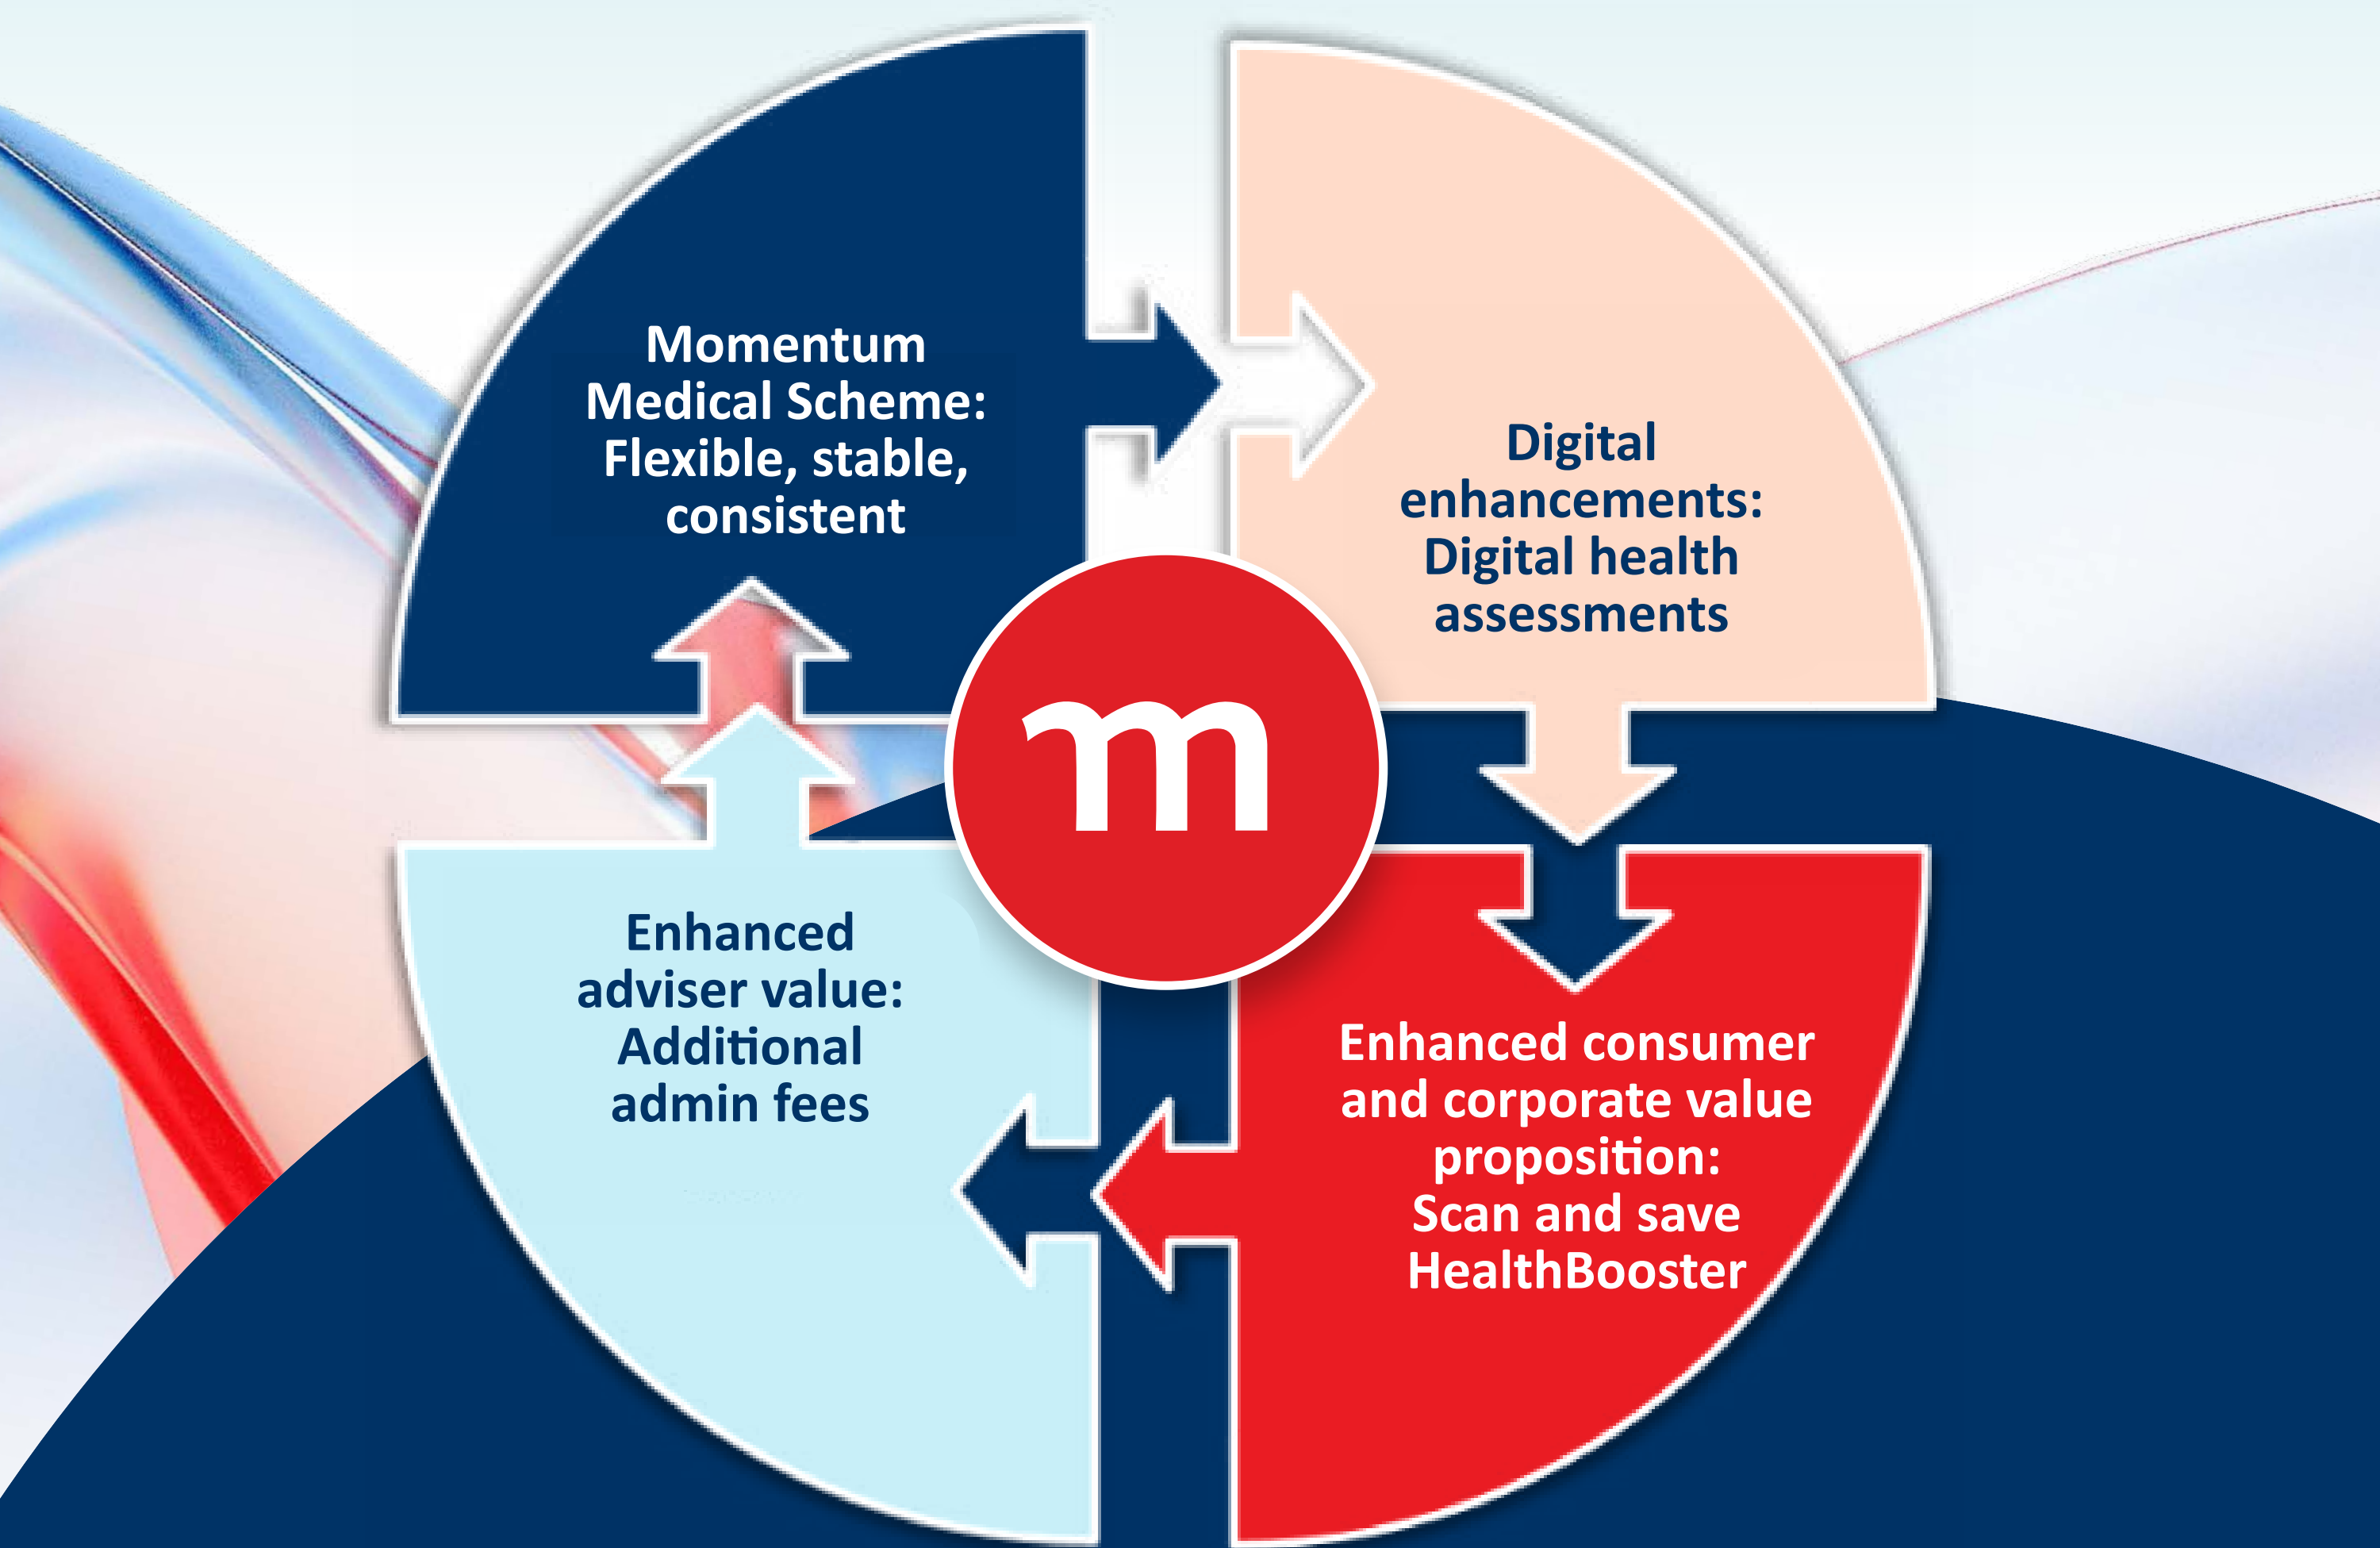 Momentum
Medical Scheme:
Flexible, stable,
consistent
Digital
enhancements:
Digital health
assessments
m
Enhanced consumer
and corporate value
proposition:
Scan and save
HealthBooster
Enhanced
adviser value:
Additional
admin fees